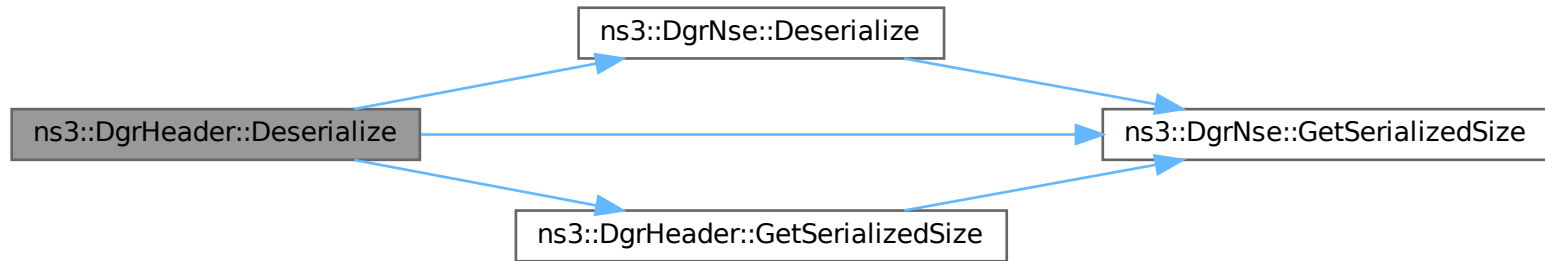 ns3::DgrNse::Deserialize
ns3::DgrHeader::Deserialize
ns3::DgrNse::GetSerializedSize
ns3::DgrHeader::GetSerializedSize